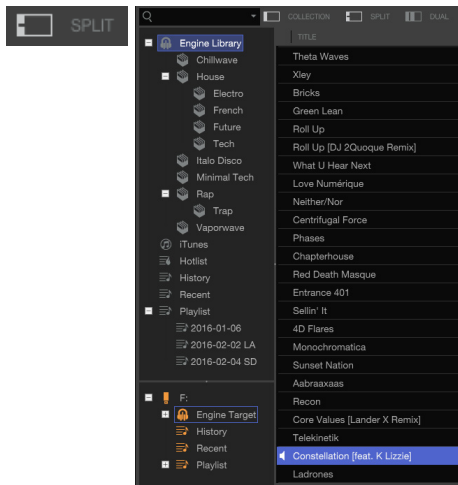 SPLIT
COLLECTION SPLIT DUAL
TITLE
Engine Library
Chillwave
House
Electro
French
Future
Tech
Italo Disco
Minimal Tech
Rap
Trap
Vaporwave
iTunes
Hotlist
History
Recent
Playlist
2016-01-06
2016-02-02 LA
2016-02-04 SD
F:
Engine Target
History
Recent
Playlist
Theta Waves
Xley
Bricks
Green Lean
Roll Up
Roll Up [DJ 2Quoque Remix]
What U Hear Next
Love Numérique
Neither/Nor
Centrifugal Force
Phases
Chapterhouse
Red Death Masque
Entrance 401
Sellin' It
4D Flares
Monochromatica
Sunset Nation
Aabraaxaas
Recon
Core Values [Lander X Remix]
Telekinetik
Constellation [feat. K Lizzie]
Ladrones